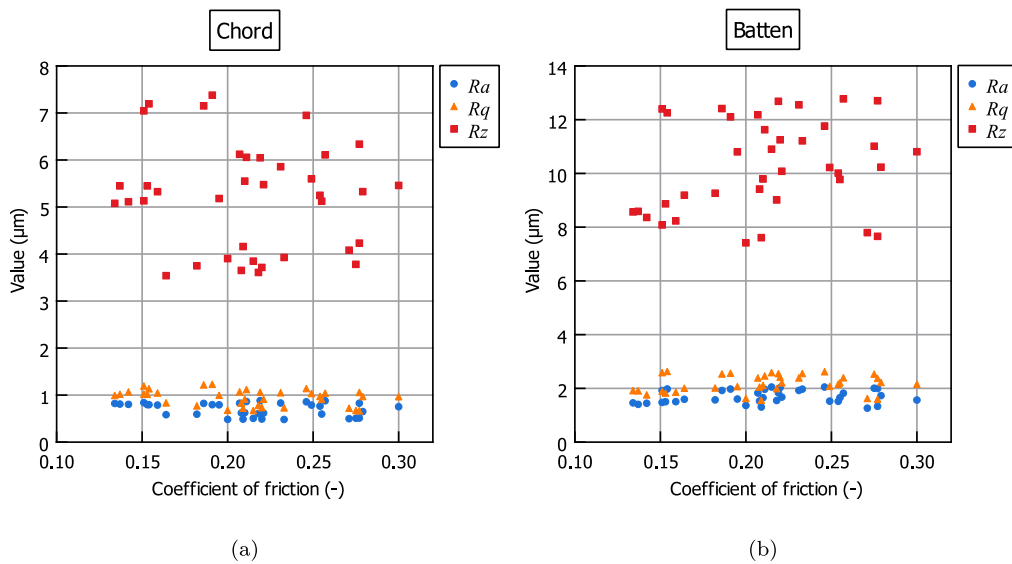 Chord
Ra
Rq
Rz
8
7
6
5
4
3
2
1
0
0.10 0.15 0.20 0.25 0.30
Value (µm)
Coefficient of friction (-)
(a)
Batten
Ra
Rq
Rz
14
12
10
8
6
4
2
0
0.10 0.15 0.20 0.25 0.30
Value (µm)
Coefficient of friction (-)
(b)